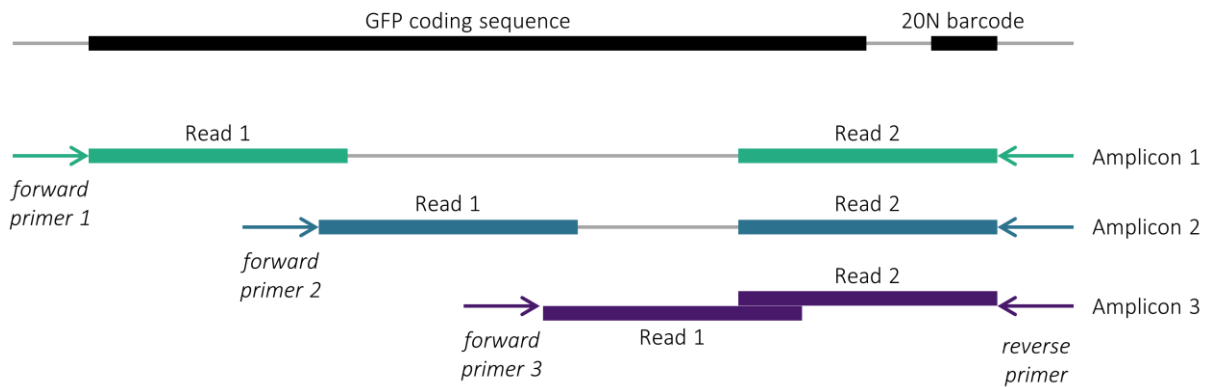 GFP coding sequence 20N barcode
Read 1 Read 2
Amplicon 1
forward
primer 1
Read 1 Read 2
Amplicon 2
forward
primer 2
Read 2
Amplicon 3
Read 1
forward
primer 3
reverse
primer